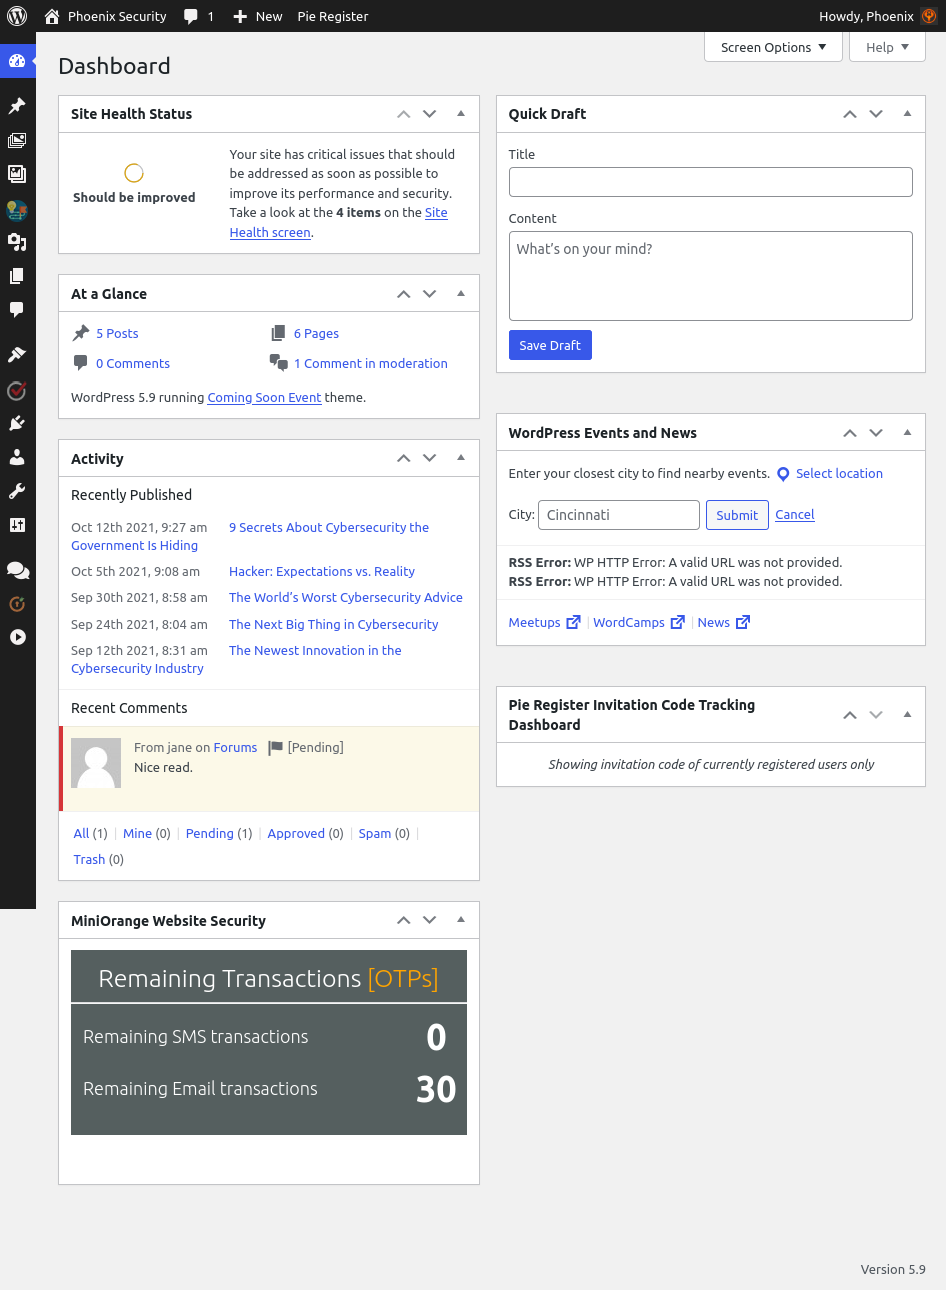 Phoenix Security 1 New Pie Register Howdy, Phoenix
Screen Options Help
Dashboard
Site Health Status
Should be improved
Your site has critical issues that should
be addressed as soon as possible to
improve its performance and security.
Take a look at the 4 items on the Site
Health screen.
At a Glance
5 Posts 6 Pages
0 Comments 1 Comment in moderation
WordPress 5.9 running Coming Soon Event theme.
Activity
Recently Published
Oct 12th 2021, 9:27 am 9 Secrets About Cybersecurity the
Government Is Hiding
Oct 5th 2021, 9:08 am Hacker: Expectations vs. Reality
Sep 30th 2021, 8:58 am The World’s Worst Cybersecurity Advice
Sep 24th 2021, 8:04 am The Next Big Thing in Cybersecurity
Sep 12th 2021, 8:31 am The Newest Innovation in the
Cybersecurity Industry
Recent Comments
From jane on Forums [Pending]
Nice read.
All (1) | Mine (0) | Pending (1) | Approved (0) | Spam (0) |
Trash (0)
MiniOrange Website Security
Remaining Transactions [OTPs]
Remaining SMS transactions 0
Remaining Email transactions 30
Quick Draft
Title
Content
What’s on your mind?
Save Draft
WordPress Events and News
Enter your closest city to find nearby events. Select location
City: Cincinnati Submit Cancel
RSS Error: WP HTTP Error: A valid URL was not provided.
RSS Error: WP HTTP Error: A valid URL was not provided.
Meetups | WordCamps | News
Pie Register Invitation Code Tracking
Dashboard
Showing invitation code of currently registered users only
Version 5.9